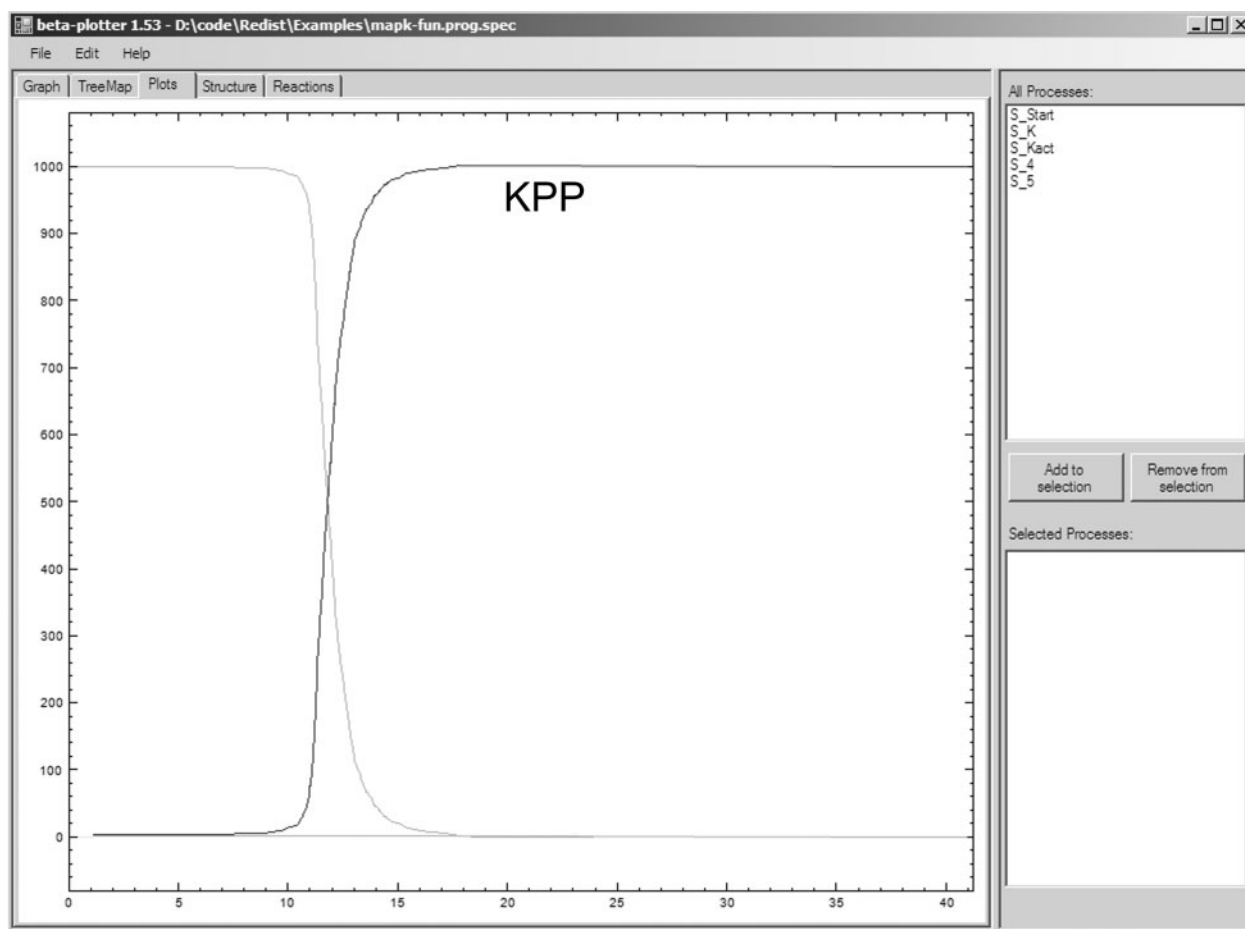 beta-plotter 1.53 - D:\code\Redist\Examples\mapk-fun.prog.spec
File Edit Help
Graph TreeMap Plots Structure Reactions
All Processes:
S_Start
S_K
S_Kact
S_4
S_5
1000
KPP
900
800
700
600
500
400
300
200
100
0
0 5 10 15 20 25 30 35 40
Add to
selection
Remove from
selection
Selected Processes: